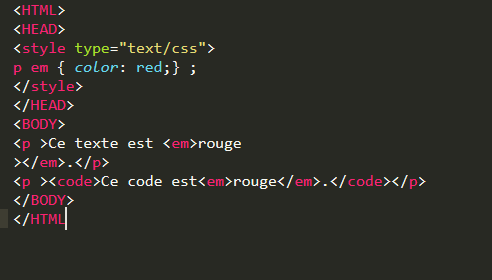 <HTML>
<HEAD>
<style type="text/css">
p em { color: red;} ;
</style>
</HEAD>
<BODY>
<p >Ce texte est <em>rouge
></em>.</p>
<p ><code>Ce code est<em>rouge</em>.</code></p>
</BODY>
</HTML